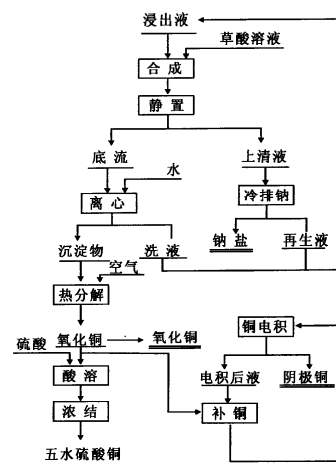 浸出液
草酸溶液
合成
静置
底流
上清液
水
离心
冷排钠
沉淀物
洗液
钠盐
再生液
空气
热分解
铜电积
硫酸
氧化铜
氧化铜
酸溶
电积后液
阴极铜
浓结
补铜
五水硫酸铜